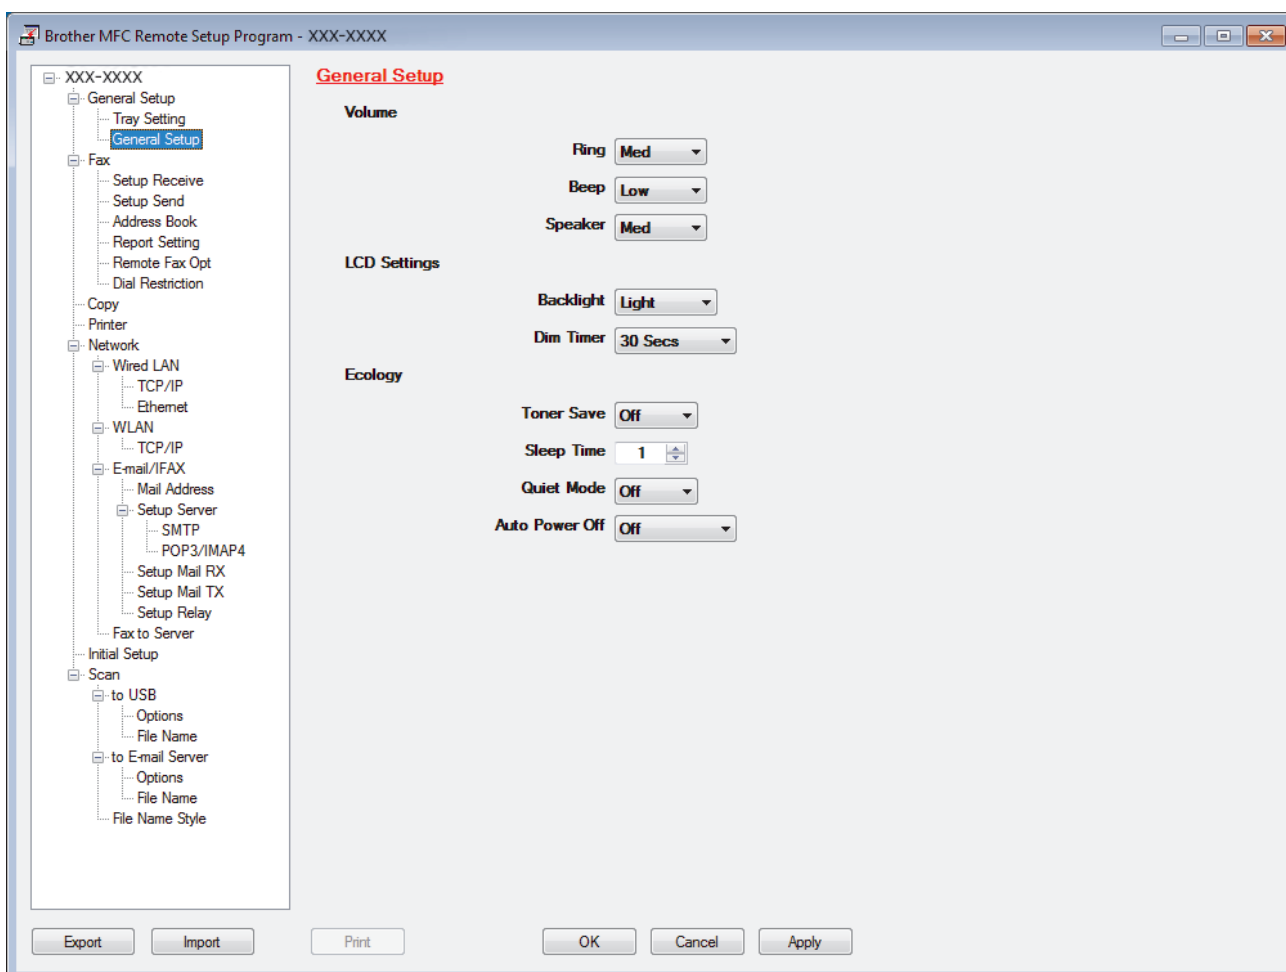 Brother MFC Remote Setup Program - XXX-XXXX
XXX-XXXX
General Setup
Tray Setting
General Setup
Fax
Setup Receive
Setup Send
Address Book
Report Setting
Remote Fax Opt
Dial Restriction
Copy
Printer
Network
Wired LAN
TCP/IP
Ethernet
WLAN
TCP/IP
E-mail/IFAX
Mail Address
Setup Server
SMTP
POP3/IMAP4
Setup Mail RX
Setup Mail TX
Setup Relay
Fax to Server
Initial Setup
Scan
to USB
Options
File Name
to E-mail Server
Options
File Name
File Name Style
General Setup
Volume
Ring Med
Beep Low
Speaker Med
LCD Settings
Backlight Light
Dim Timer 30 Secs
Ecology
Toner Save Off
Sleep Time 1
Quiet Mode Off
Auto Power Off Off
Export Import Print OK Cancel Apply